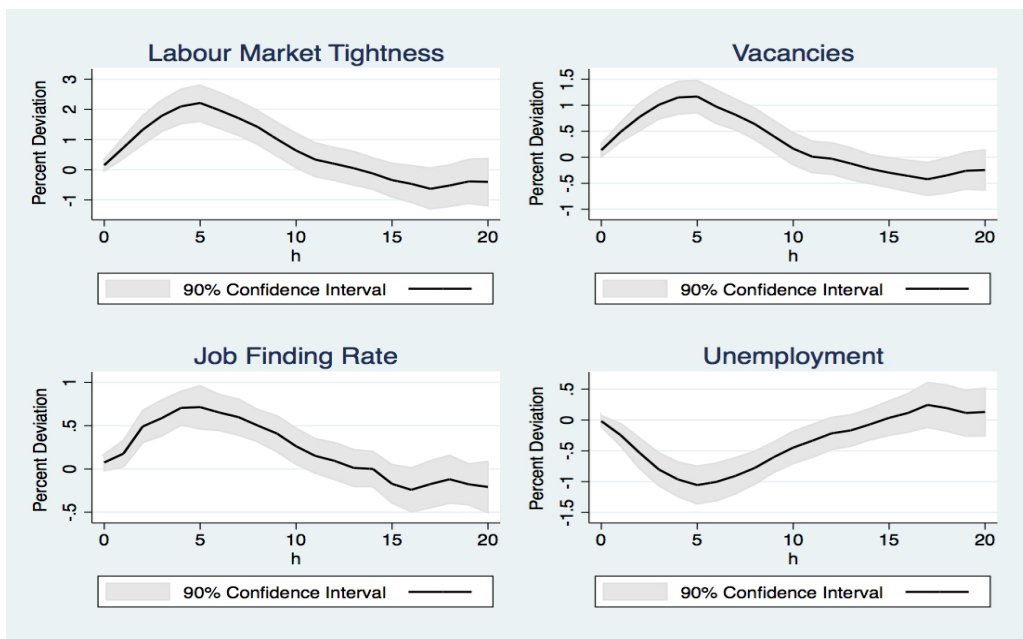 Labour Market Tightness
Percent Deviation
3
2
1
0
-1
0 5 10 15 20
h
90% Confidence Interval
Vacancies
Percent Deviation
1.5
1
.5
0
-.5
-1
0 5 10 15 20
h
90% Confidence Interval
Job Finding Rate
Percent Deviation
1
.5
0
-.5
0 5 10 15 20
h
90% Confidence Interval
Unemployment
Percent Deviation
.5
0
-.5
-1
-1.5
0 5 10 15 20
h
90% Confidence Interval